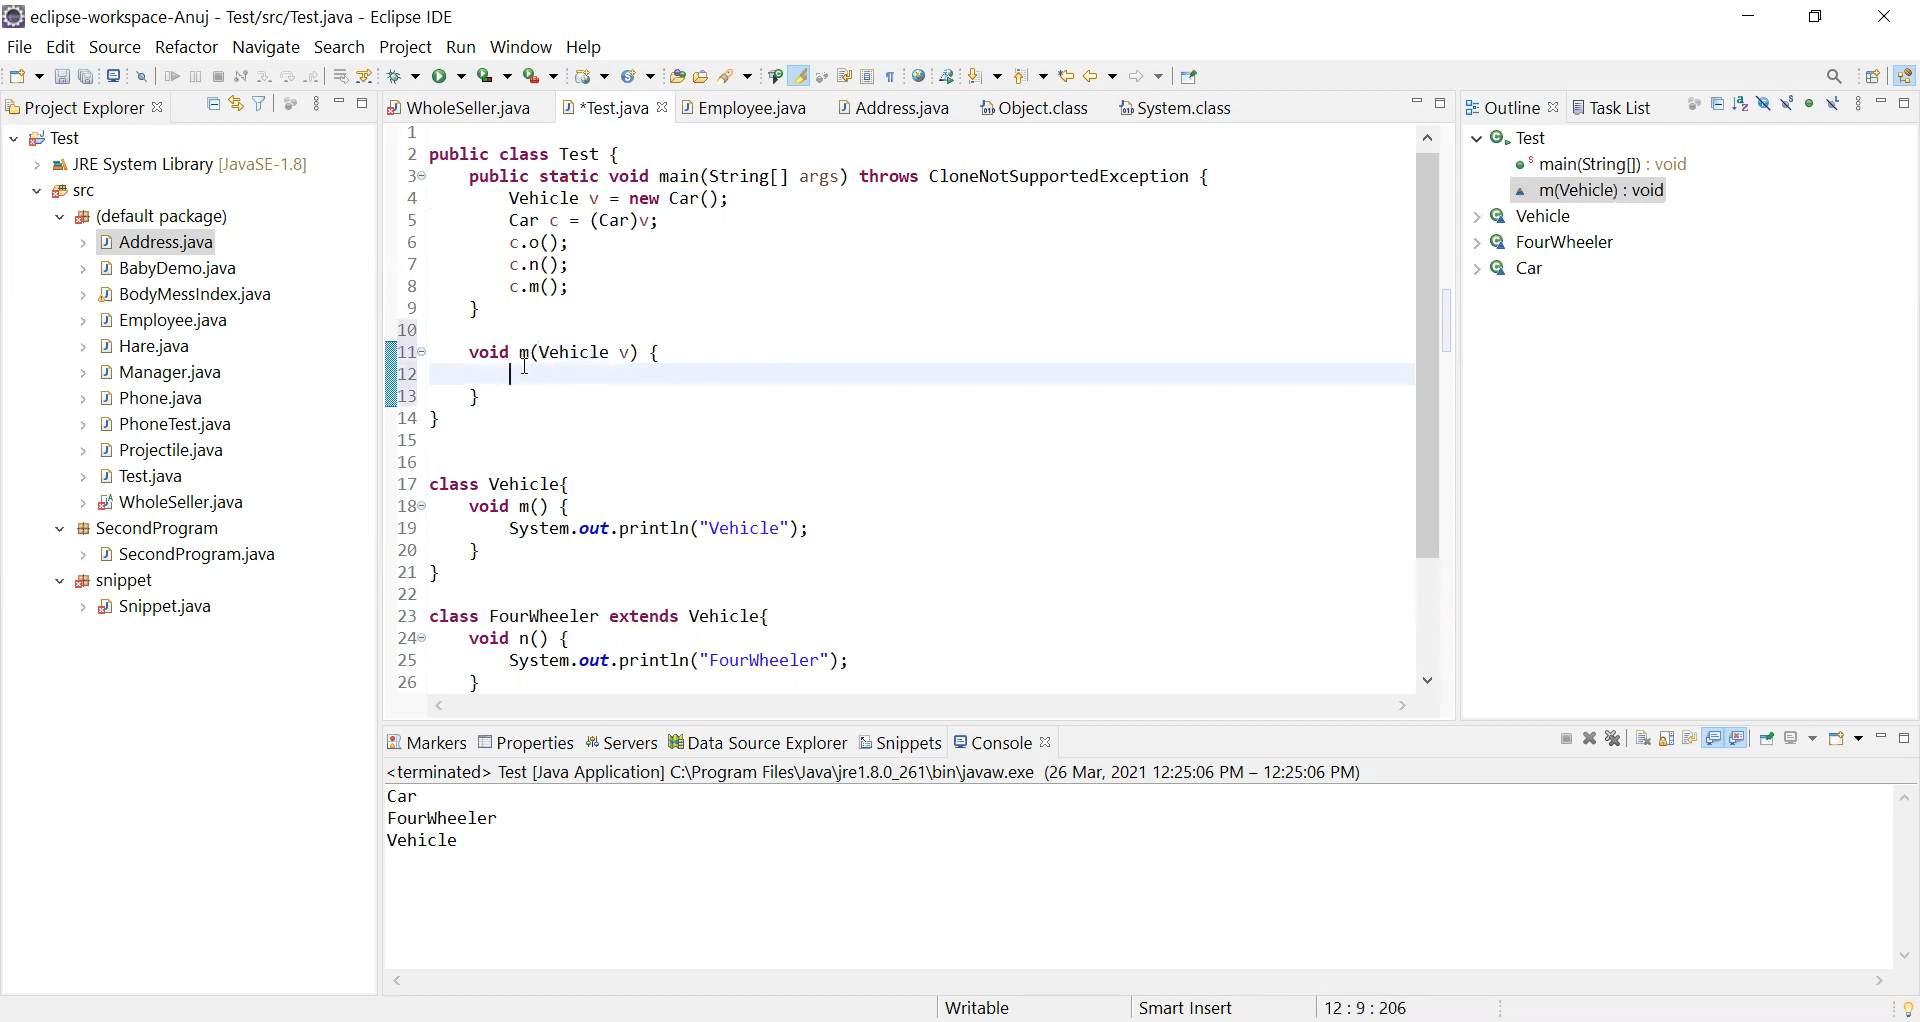 eclipse-workspace-Anuj - Test/src/Test.java - Eclipse IDE
File Edit Source Refactor Navigate Search Project Run Window Help
Project Explorer
Test
JRE System Library [JavaSE-1.8]
src
(default package)
Address.java
BabyDemo.java
BodyMessIndex.java
Employee.java
Hare.java
Manager.java
Phone.java
PhoneTest.java
Projectile.java
Test.java
WholeSeller.java
SecondProgram
SecondProgram.java
snippet
Snippet.java
WholeSeller.java *Test.java Employee.java Address.java Object.class System.class
1
2 public class Test {
3 public static void main(String[] args) throws CloneNotSupportedException {
4 Vehicle v = new Car();
5 Car c = (Car)v;
6 c.o();
7 c.n();
8 c.m();
9 }
10
11 void m(Vehicle v) {
12
13 }
14 }
15
16
17 class Vehicle{
18 void m() {
19 System.out.println("Vehicle");
20 }
21 }
22
23 class FourWheeler extends Vehicle{
24 void n() {
25 System.out.println("FourWheeler");
26 }
Outline Task List
Test
main(String[]) : void
m(Vehicle) : void
Vehicle
FourWheeler
Car
Markers Properties Servers Data Source Explorer Snippets Console
<terminated> Test [Java Application] C:\Program Files\Java\jre1.8.0_261\bin\javaw.exe (26 Mar, 2021 12:25:06 PM – 12:25:06 PM)
Car
FourWheeler
Vehicle
Writable Smart Insert 12 : 9 : 206